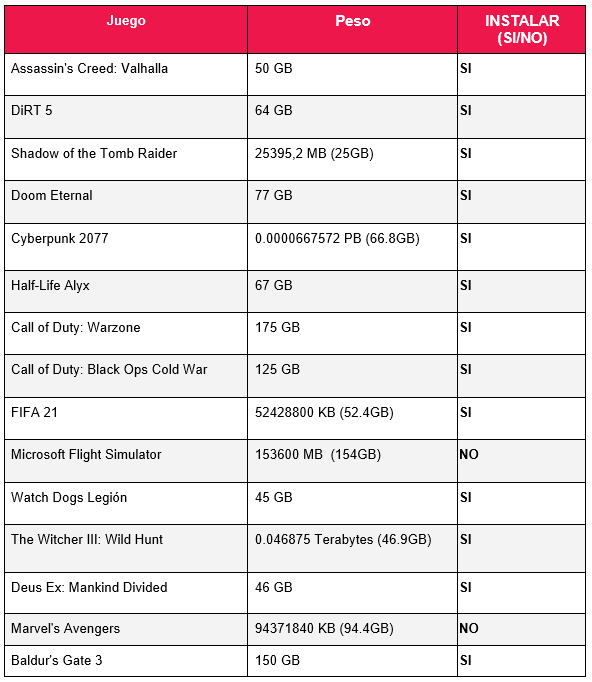 Juego Peso INSTALAR
(SI/NO)
Assassin's Creed: Valhalla 50 GB SI
DiRT 5 64 GB SI
Shadow of the Tomb Raider 25395,2 MB (25GB) SI
Doom Eternal 77 GB SI
Cyberpunk 2077 0.0000667572 PB (66.8GB) SI
Half-Life Alyx 67 GB SI
Call of Duty: Warzone 175 GB SI
Call of Duty: Black Ops Cold War 125 GB SI
FIFA 21 52428800 KB (52.4GB) SI
Microsoft Flight Simulator 153600 MB (154GB) NO
Watch Dogs Legión 45 GB SI
The Witcher III: Wild Hunt 0.046875 Terabytes (46.9GB) SI
Deus Ex: Mankind Divided 46 GB SI
Marvel's Avengers 94371840 KB (94.4GB) NO
Baldur's Gate 3 150 GB SI